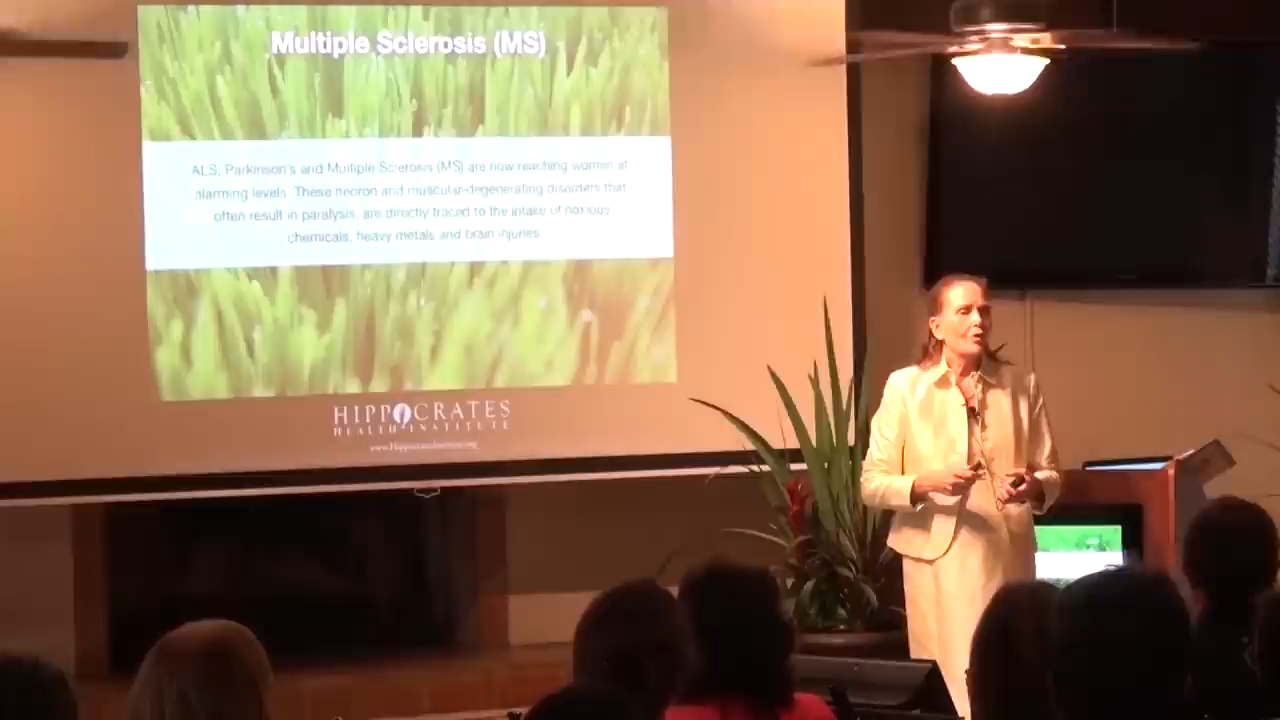 Multiple Sclerosis (MS)
ALS, Parkinson's and Multiple Sclerosis (MS) are now reaching women at
alarming levels. These neuron and muscular-degenerating disorders that
often result in paralysis, are directly traced to the intake of noxious
chemicals, heavy metals and brain injuries.
HIPPOCRATES
HEALTH INSTITUTE